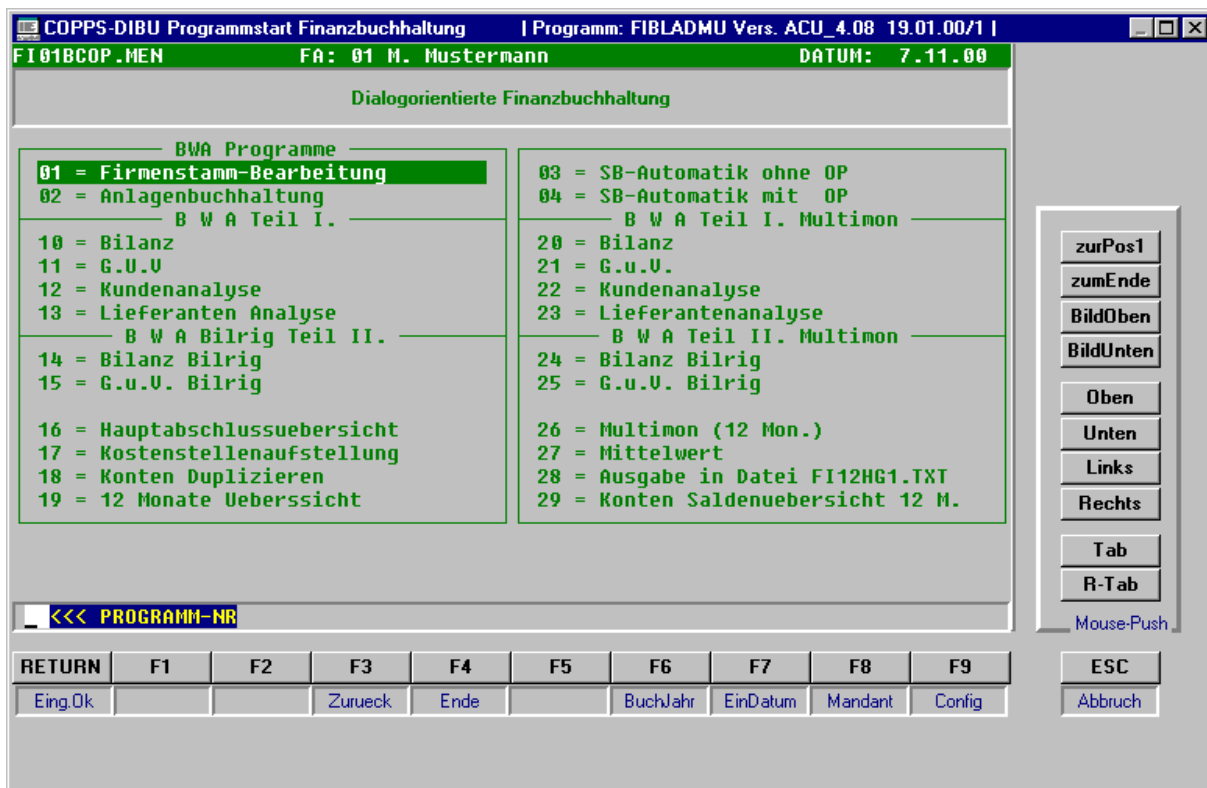 COPPS-DIBU Programmstart Finanzbuchhaltung | Programm: FIBLADMU Vers. ACU_4.08 19.01.00/1 |
FI01BCOP.MEN FA: 01 M. Mustermann DATUM: 7.11.00
Dialogorientierte Finanzbuchhaltung
BWA Programme
01 = Firmenstamm-Bearbeitung
02 = Anlagenbuchhaltung
B W A Teil I.
10 = Bilanz
11 = G.U.V
12 = Kundenanalyse
13 = Lieferanten Analyse
B W A Bilrig Teil II.
14 = Bilanz Bilrig
15 = G.u.V. Bilrig
16 = Hauptabschlussuebersicht
17 = Kostenstellenaufstellung
18 = Konten Duplizieren
19 = 12 Monate Ueberssicht
03 = SB-Automatik ohne OP
04 = SB-Automatik mit OP
B W A Teil I. Multimon
20 = Bilanz
21 = G.u.V.
22 = Kundenanalyse
23 = Lieferantenanalyse
B W A Teil II. Multimon
24 = Bilanz Bilrig
25 = G.u.V. Bilrig
26 = Multimon (12 Mon.)
27 = Mittelwert
28 = Ausgabe in Datei FI12HG1.TXT
29 = Konten Saldenuebersicht 12 M.
zurPos1
zumEnde
BildOben
BildUnten
Oben
Unten
Links
Rechts
Tab
R-Tab
Mouse-Push
_ <<< PROGRAMM-NR
RETURN F1 F2 F3 F4 F5 F6 F7 F8 F9 ESC
Eing.Ok Zurueck Ende BuchJahr EinDatum Mandant Config Abbruch